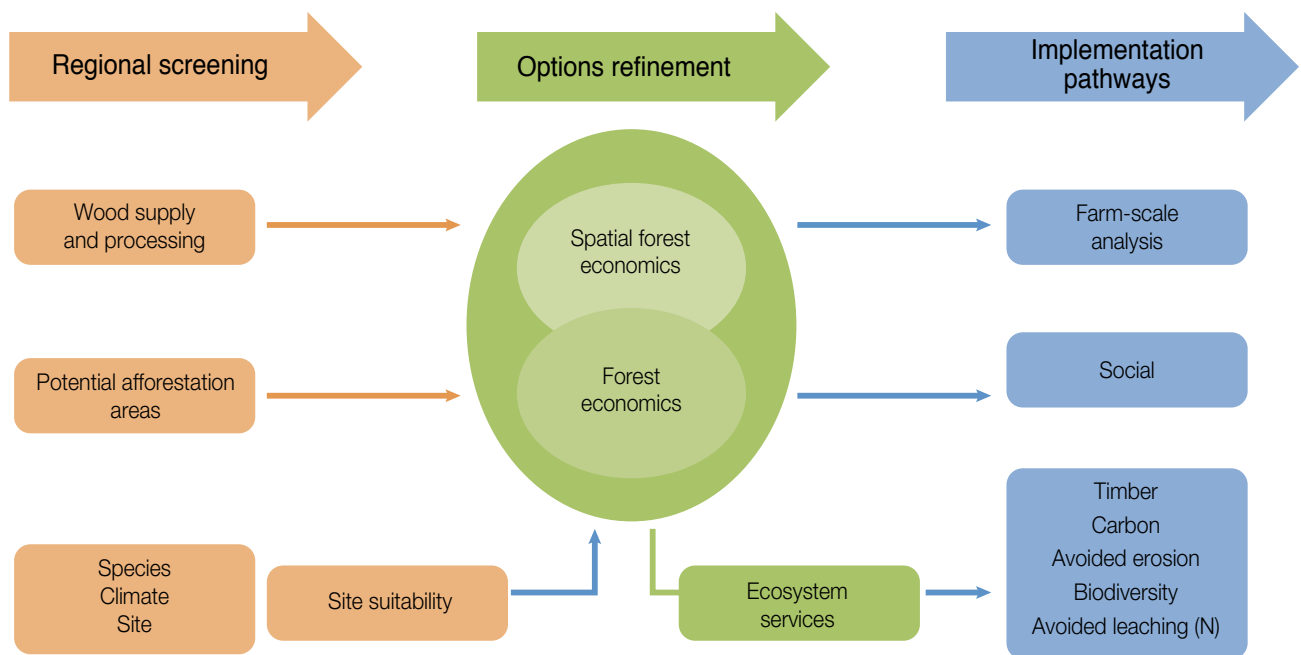 Regional screening
Options refinement
Implementation
pathways
Wood supply
and processing
Spatial forest
economics
Farm-scale
analysis
Potential afforestation
areas
Forest
economics
Social
Species
Climate
Site
Site suitability
Ecosystem
services
Timber
Carbon
Avoided erosion
Biodiversity
Avoided leaching (N)